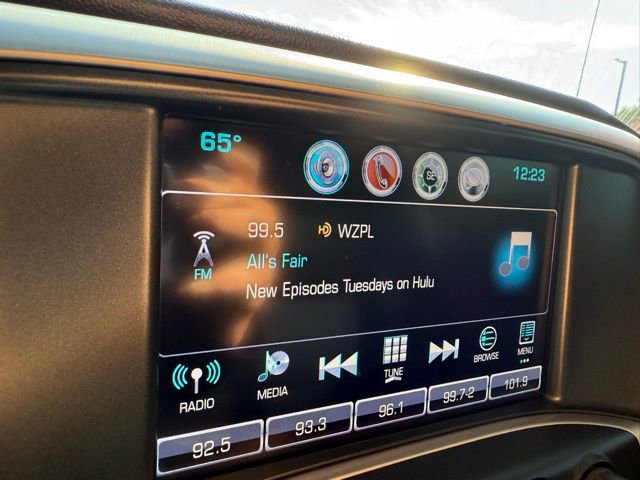 65°
SE
12:23
99.5 HD WZPL
FM
All's Fair
New Episodes Tuesdays on Hulu
RADIO
MEDIA
TUNE
BROWSE
MENU
92.5
93.3
96.1
99.7-2
101.9